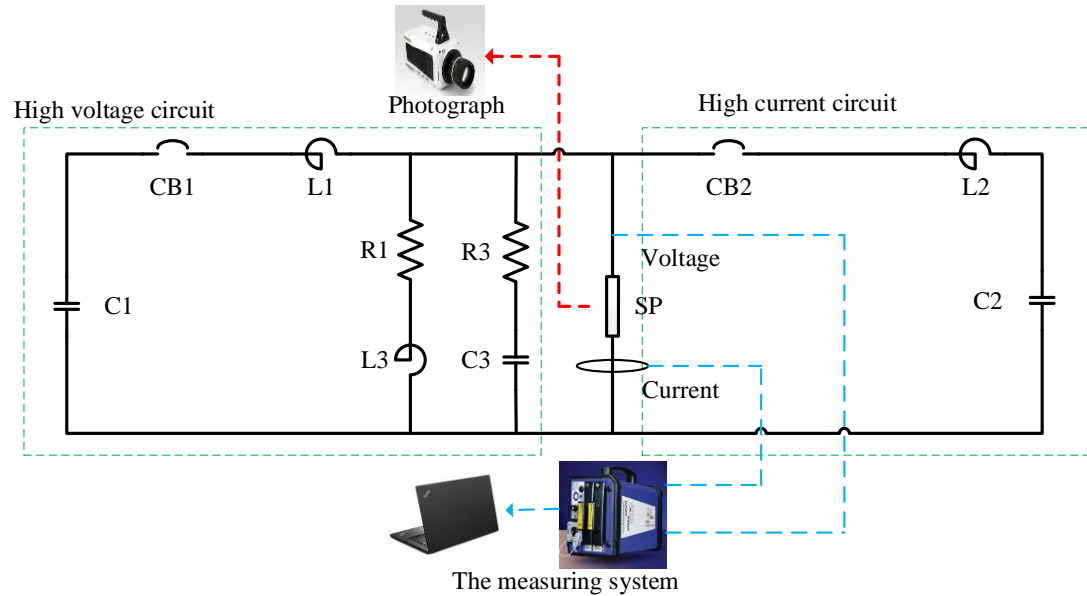 Photograph
High voltage circuit
High current circuit
CB1
L1
CB2
L2
R1
R3
Voltage
C1
SP
C2
L3
C3
Current
The measuring system